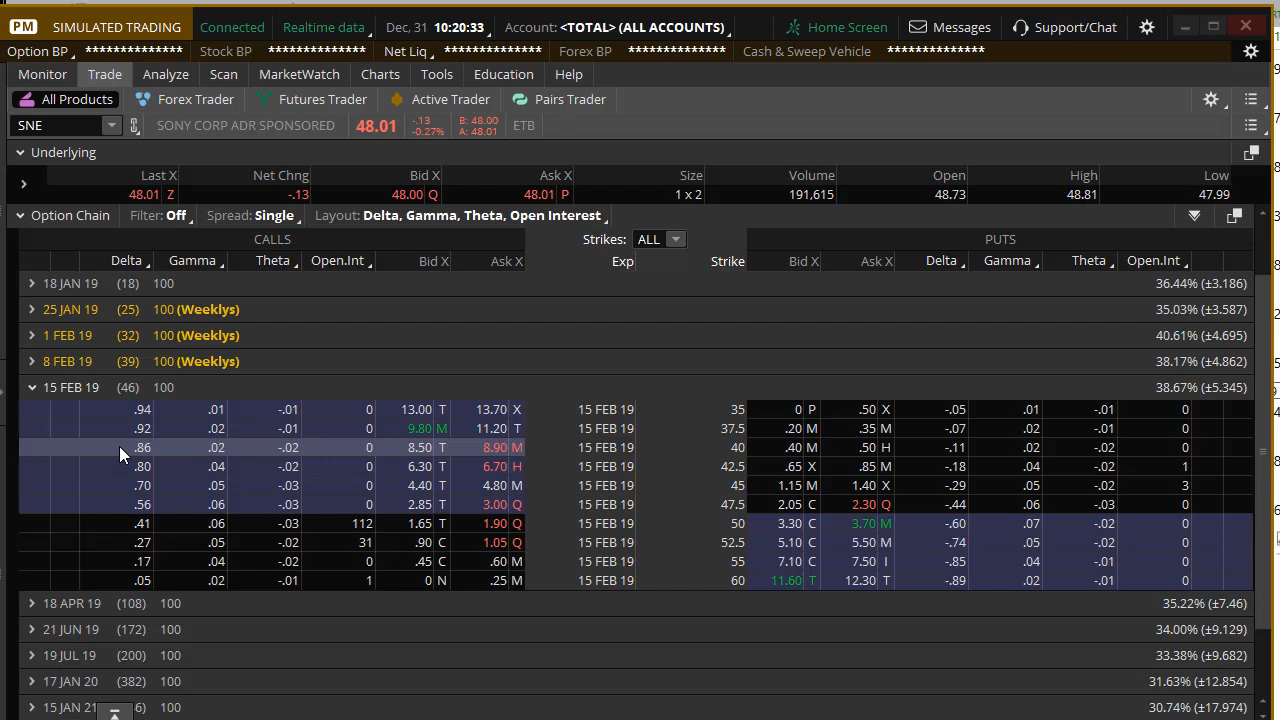 PM SIMULATED TRADING Connected Realtime data Dec, 31 10:20:33 Account: <TOTAL> (ALL ACCOUNTS) Home Screen Messages Support/Chat
Option BP ************** Stock BP ************** Net Liq ************** Forex BP ************** Cash & Sweep Vehicle **************
Monitor Trade Analyze Scan MarketWatch Charts Tools Education Help
All Products Forex Trader Futures Trader Active Trader Pairs Trader
SNE SONY CORP ADR SPONSORED 48.01 -.13 -0.27% B: 48.00 A: 48.01 ETB
Underlying
Last X Net Chng Bid X Ask X Size Volume Open High Low
48.01 Z -.13 48.00 Q 48.01 P 1 x 2 191,615 48.73 48.81 47.99
Option Chain Filter: Off Spread: Single Layout: Delta, Gamma, Theta, Open Interest
CALLS Strikes: ALL PUTS
Delta Gamma Theta Open.Int Bid X Ask X Exp Strike Bid X Ask X Delta Gamma Theta Open.Int
18 JAN 19 (18) 100 36.44% (±3.186)
25 JAN 19 (25) 100 (Weeklys) 35.03% (±3.587)
1 FEB 19 (32) 100 (Weeklys) 40.61% (±4.695)
8 FEB 19 (39) 100 (Weeklys) 38.17% (±4.862)
15 FEB 19 (46) 100 38.67% (±5.345)
.94 .01 -.01 0 13.00 T 13.70 X 15 FEB 19 35 0 P .50 X -.05 .01 -.01 0
.92 .02 -.01 0 9.80 M 11.20 T 15 FEB 19 37.5 .20 M .35 M -.07 .02 -.01 0
.86 .02 -.02 0 8.50 T 8.90 M 15 FEB 19 40 .40 M .50 H -.11 .02 -.02 0
.80 .04 -.02 0 6.30 T 6.70 H 15 FEB 19 42.5 .65 X .85 M -.18 .04 -.02 1
.70 .05 -.03 0 4.40 T 4.80 M 15 FEB 19 45 1.15 M 1.40 X -.29 .05 -.02 3
.56 .06 -.03 0 2.85 T 3.00 Q 15 FEB 19 47.5 2.05 C 2.30 Q -.44 .06 -.03 0
.41 .06 -.03 112 1.65 T 1.90 Q 15 FEB 19 50 3.30 C 3.70 M -.60 .07 -.02 0
.27 .05 -.02 31 .90 C 1.05 Q 15 FEB 19 52.5 5.10 C 5.50 M -.74 .05 -.02 0
.17 .04 -.02 0 .45 C .60 M 15 FEB 19 55 7.10 C 7.50 I -.85 .04 -.01 0
.05 .02 -.01 1 0 N .25 M 15 FEB 19 60 11.60 T 12.30 T -.89 .02 -.01 0
18 APR 19 (108) 100 35.22% (±7.46)
21 JUN 19 (172) 100 34.00% (±9.129)
19 JUL 19 (200) 100 33.38% (±9.682)
17 JAN 20 (382) 100 31.63% (±12.854)
15 JAN 21 6) 100 30.74% (±17.974)